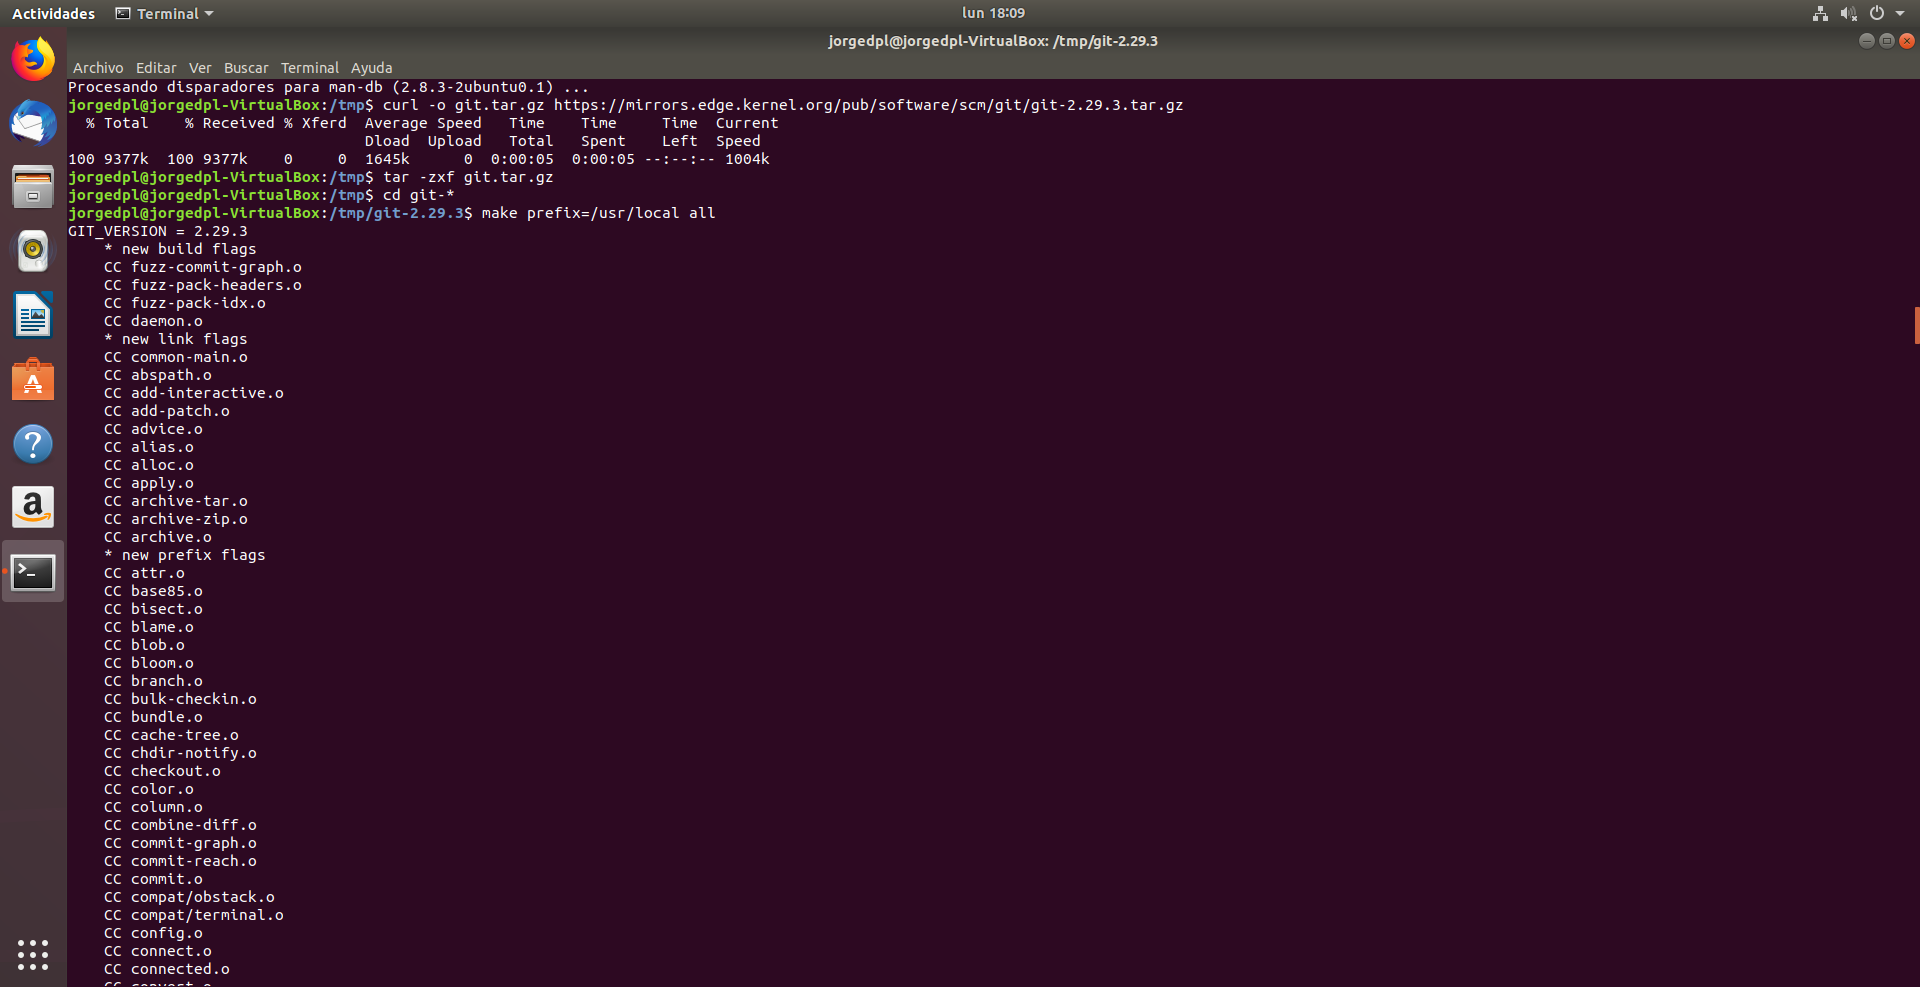 Actividades Terminal lun 18:09
jorgedpl@jorgedpl-VirtualBox: /tmp/git-2.29.3
Archivo Editar Ver Buscar Terminal Ayuda
Procesando disparadores para man-db (2.8.3-2ubuntu0.1) ...
jorgedpl@jorgedpl-VirtualBox:/tmp$ curl -o git.tar.gz https://mirrors.edge.kernel.org/pub/software/scm/git/git-2.29.3.tar.gz
  % Total    % Received % Xferd  Average Speed   Time    Time     Time  Current
                                 Dload  Upload   Total   Spent    Left  Speed
100 9377k  100 9377k    0     0  1645k      0  0:00:05  0:00:05 --:--:-- 1004k
jorgedpl@jorgedpl-VirtualBox:/tmp$ tar -zxf git.tar.gz
jorgedpl@jorgedpl-VirtualBox:/tmp$ cd git-*
jorgedpl@jorgedpl-VirtualBox:/tmp/git-2.29.3$ make prefix=/usr/local all
GIT_VERSION = 2.29.3
    * new build flags
    CC fuzz-commit-graph.o
    CC fuzz-pack-headers.o
    CC fuzz-pack-idx.o
    CC daemon.o
    * new link flags
    CC common-main.o
    CC abspath.o
    CC add-interactive.o
    CC add-patch.o
    CC advice.o
    CC alias.o
    CC alloc.o
    CC apply.o
    CC archive-tar.o
    CC archive-zip.o
    CC archive.o
    * new prefix flags
    CC attr.o
    CC base85.o
    CC bisect.o
    CC blame.o
    CC blob.o
    CC bloom.o
    CC branch.o
    CC bulk-checkin.o
    CC bundle.o
    CC cache-tree.o
    CC chdir-notify.o
    CC checkout.o
    CC color.o
    CC column.o
    CC combine-diff.o
    CC commit-graph.o
    CC commit-reach.o
    CC commit.o
    CC compat/obstack.o
    CC compat/terminal.o
    CC config.o
    CC connect.o
    CC connected.o
    CC convert.o